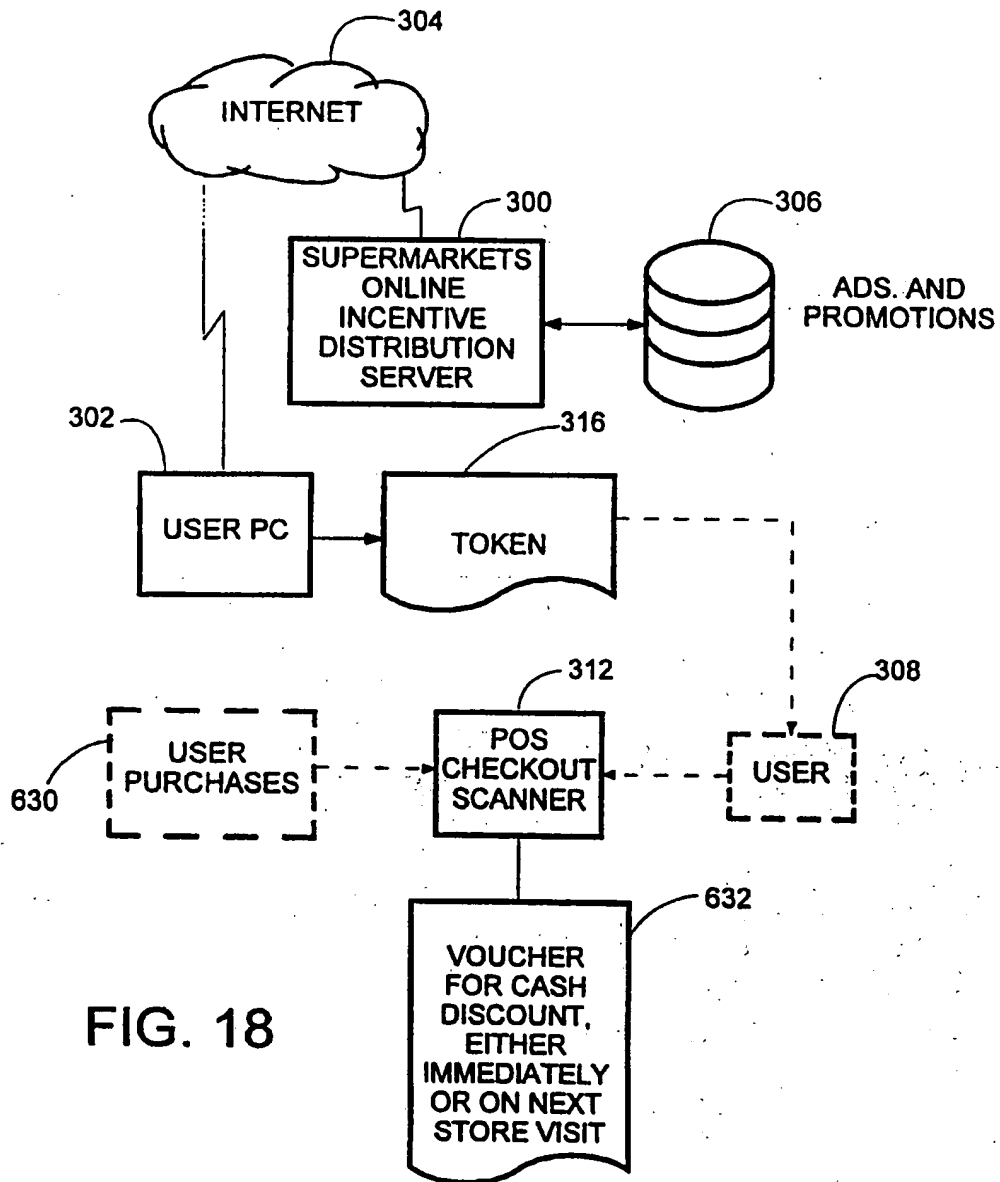 304
INTERNET
300
306
SUPERMARKETS
ONLINE
INCENTIVE
DISTRIBUTION
SERVER
ADS. AND
PROMOTIONS
302
316
USER PC
TOKEN
312
308
USER
PURCHASES
POS
CHECKOUT
SCANNER
USER
630
632
VOUCHER
FOR CASH
DISCOUNT,
EITHER
IMMEDIATELY
OR ON NEXT
STORE VISIT
FIG. 18